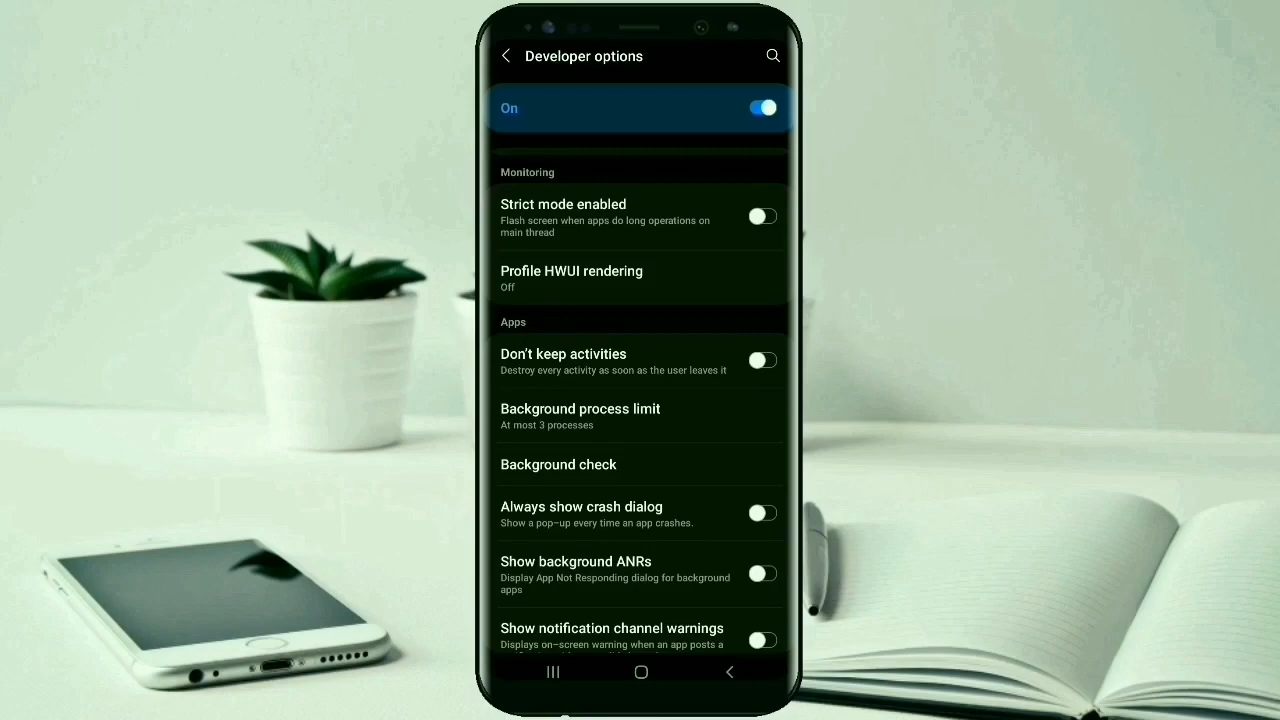 Developer options
On
Monitoring
Strict mode enabled
Flash screen when apps do long operations on
main thread
Profile HWUI rendering
Off
Apps
Don't keep activities
Destroy every activity as soon as the user leaves it
Background process limit
At most 3 processes
Background check
Always show crash dialog
Show a pop-up every time an app crashes.
Show background ANRs
Display App Not Responding dialog for background
apps
Show notification channel warnings
Displays on-screen warning when an app posts a